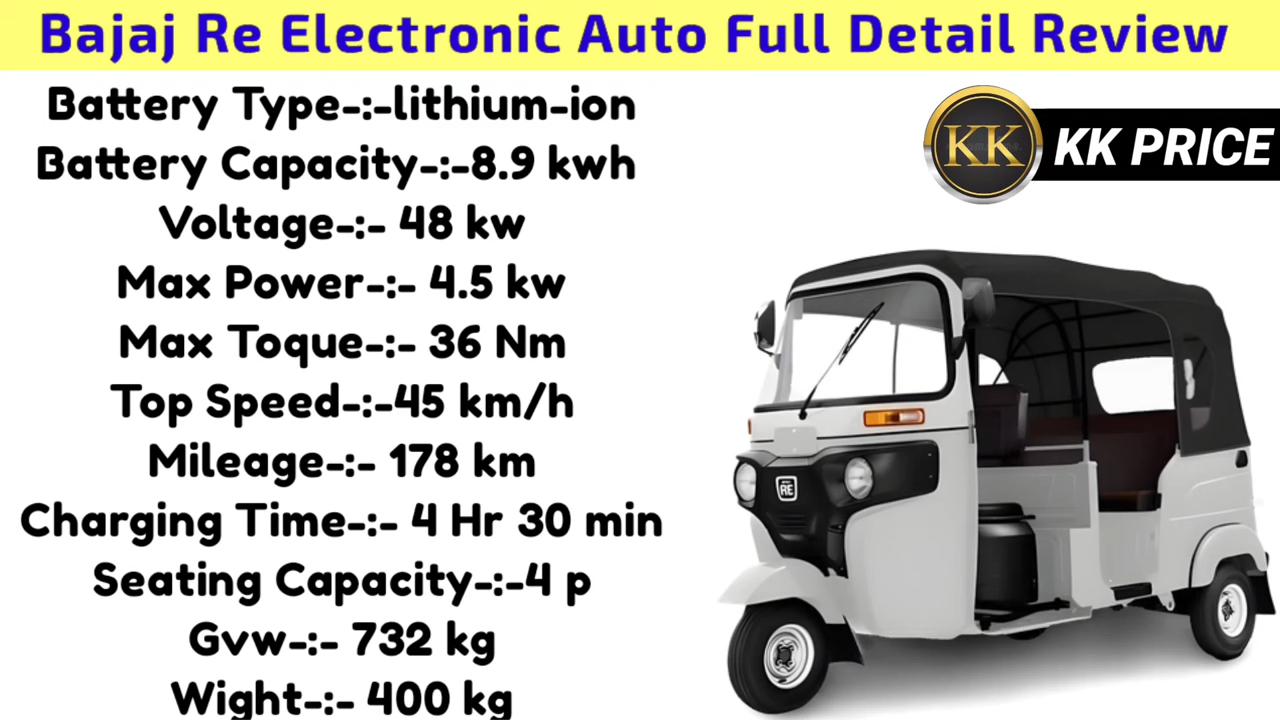 Bajaj Re Electronic Auto Full Detail Review
Battery Type-:-lithium-ion
Battery Capacity-:-8.9 kwh
Voltage-:- 48 kw
Max Power-:- 4.5 kw
Max Toque-:- 36 Nm
Top Speed-:-45 km/h
Mileage-:- 178 km
Charging Time-:- 4 Hr 30 min
Seating Capacity-:-4 p
Gvw-:- 732 kg
Wight-:- 400 kg
KK
KK PRICE
RE